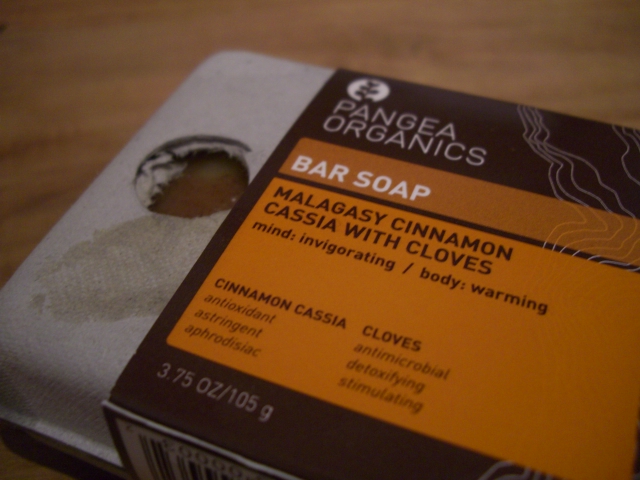 PANGEA
ORGANICS
BAR SOAP
MALAGASY CINNAMON
CASSIA WITH CLOVES
mind: invigorating / body: warming
CINNAMON CASSIA
antioxidant
astringent
aphrodisiac
CLOVES
antimicrobial
detoxifying
stimulating
3.75 OZ/105 g